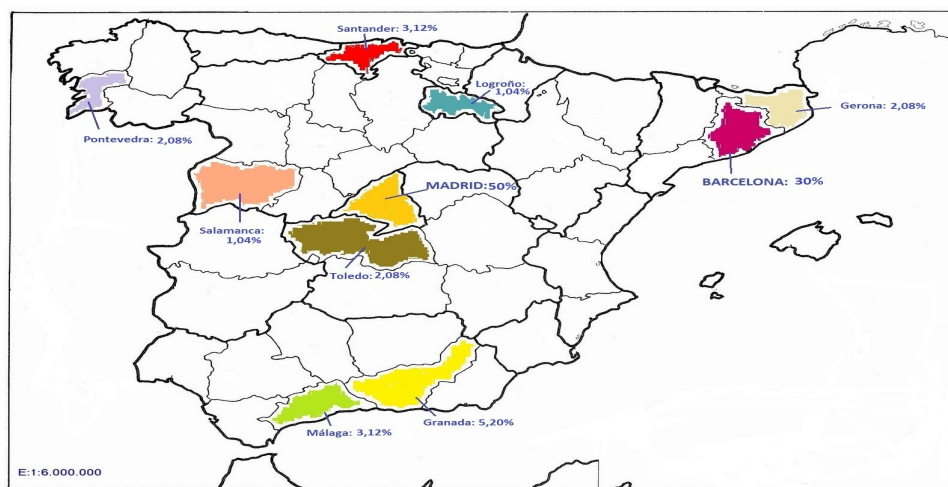 Santander: 3,12%
Logroño:
1,04%
Gerona: 2,08%
Pontevedra: 2,08%
BARCELONA: 30%
MADRID:50%
Salamanca:
1,04%
Toledo: 2,08%
Granada: 5,20%
Málaga: 3,12%
E:1:6.000.000